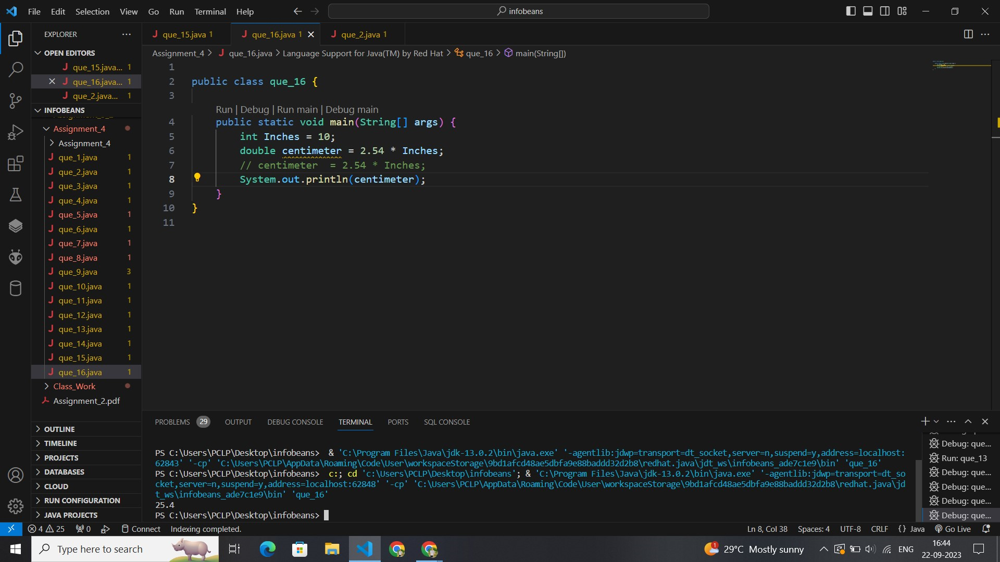 File Edit Selection View Go Run Terminal Help
infobeans
EXPLORER
OPEN EDITORS
que_15.java... 1
que_16.java... 1
que_2.java... 1
INFOBEANS
Assignment_4
Assignment_4
que_1.java 1
que_2.java 1
que_3.java 1
que_4.java 1
que_5.java 1
que_6.java 1
que_7.java 1
que_8.java 1
que_9.java 3
que_10.java 1
que_11.java 1
que_12.java 1
que_13.java 1
que_14.java 1
que_15.java 1
que_16.java 1
Class_Work
Assignment_2.pdf
OUTLINE
TIMELINE
PROJECTS
DATABASES
CLOUD
RUN CONFIGURATION
JAVA PROJECTS
que_15.java 1
que_16.java 1
que_2.java 1
Assignment_4 > que_16.java > Language Support for Java(TM) by Red Hat > que_16 > main(String[])
1
2 public class que_16 {
3
Run | Debug | Run main | Debug main
4 public static void main(String[] args) {
5 int Inches = 10;
6 double centimeter = 2.54 * Inches;
7 // centimeter  = 2.54 * Inches;
8 System.out.println(centimeter);
9 }
10 }
11
PROBLEMS 29 OUTPUT DEBUG CONSOLE TERMINAL PORTS SQL CONSOLE
PS C:\Users\PCLP\Desktop\infobeans>  & 'C:\Program Files\Java\jdk-13.0.2\bin\java.exe' '-agentlib:jdwp=transport=dt_socket,server=n,suspend=y,address=localhost:
62843' '-cp' 'C:\Users\PCLP\AppData\Roaming\Code\User\workspaceStorage\9bd1afcd48ae5dbfa9e88baddd32d2b8\redhat.java\jdt_ws\infobeans_ade7c1e9\bin' 'que_16'
PS C:\Users\PCLP\Desktop\infobeans>  c:; cd 'c:\Users\PCLP\Desktop\infobeans'; & 'C:\Program Files\Java\jdk-13.0.2\bin\java.exe' '-agentlib:jdwp=transport=dt_so
cket,server=n,suspend=y,address=localhost:62848' '-cp' 'C:\Users\PCLP\AppData\Roaming\Code\User\workspaceStorage\9bd1afcd48ae5dbfa9e88baddd32d2b8\redhat.java\jd
t_ws\infobeans_ade7c1e9\bin' 'que_16'
25.4
PS C:\Users\PCLP\Desktop\infobeans>
Debug: que...
Run: que_13
Debug: que...
Debug: que...
Debug: que...
Debug: que...
4 25 0 Connect Indexing completed.
Ln 8, Col 38 Spaces: 4 UTF-8 CRLF {} Java Go Live
Type here to search
1 29°C Mostly sunny ENG
16:44
22-09-2023